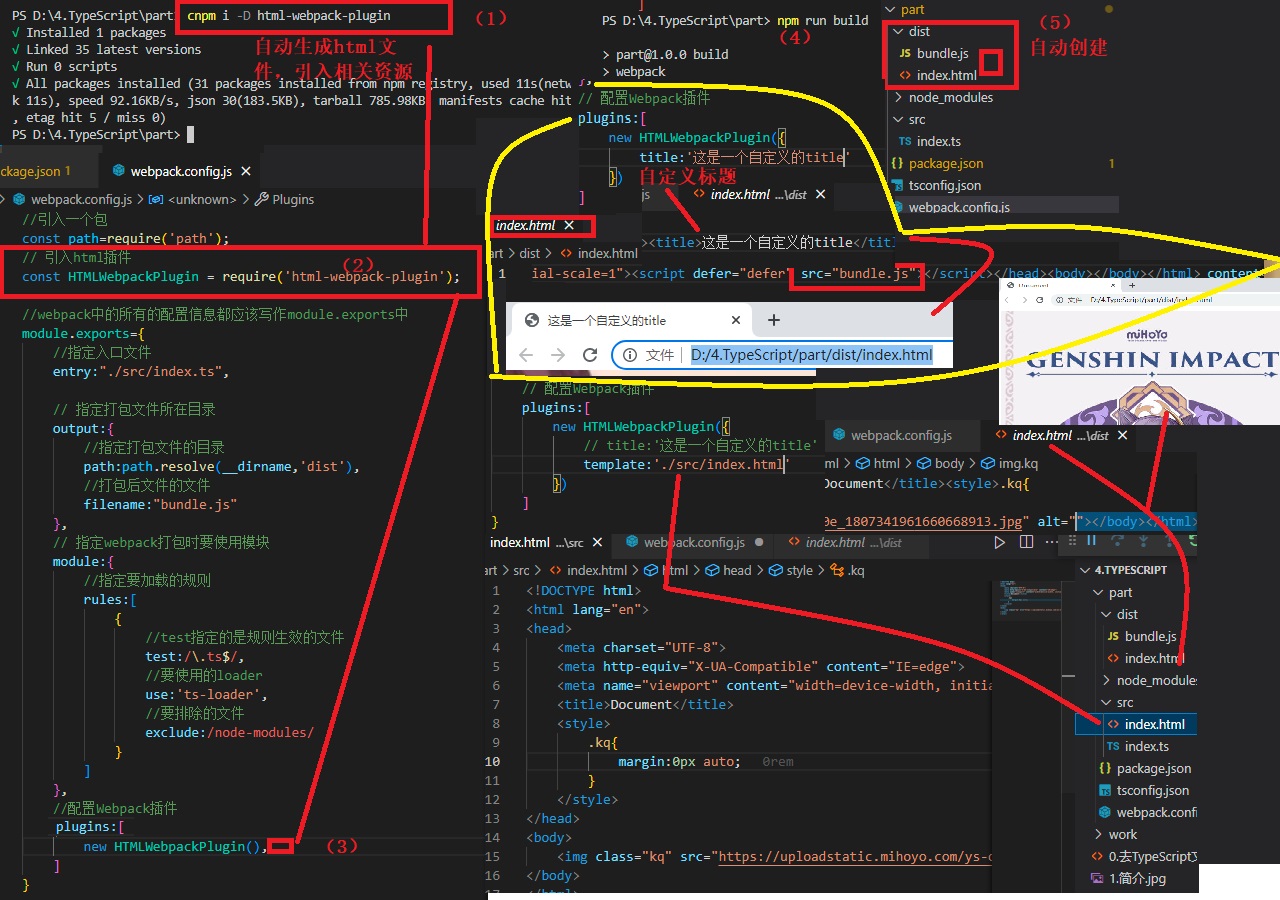 PS D:\4.TypeScript\part> cnpm i -D html-webpack-plugin
√ Installed 1 packages
√ Linked 35 latest versions
√ Run 0 scripts
√ All packages installed (31 packages installed from npm registry, used 11s(netw
k 11s), speed 92.16KB/s, json 30(183.5KB), tarball 785.98KB, manifests cache hit
, etag hit 5 / miss 0)
PS D:\4.TypeScript\part>
(1)
自动生成html文
件，引入相关资源
ckage.json 1
webpack.config.js ×
webpack.config.js > <unknown> > Plugins
//引入一个包
const path=require('path');
// 引入html插件
const HTMLWebpackPlugin = require('html-webpack-plugin');
(2)
//webpack中的所有的配置信息都应该写作module.exports中
module.exports={
//指定入口文件
entry:"./src/index.ts",
// 指定打包文件所在目录
output:{
//指定打包文件的目录
path:path.resolve(__dirname,'dist'),
//打包后文件的文件
filename:"bundle.js"
},
// 指定webpack打包时要使用模块
module:{
//指定要加载的规则
rules:[
{
//test指定的是规则生效的文件
test:/\.ts$/,
//要使用的loader
use:'ts-loader',
//要排除的文件
exclude:/node-modules/
}
]
},
//配置Webpack插件
plugins:[
new HTMLWebpackPlugin(),
(3)
]
}
PS D:\4.TypeScript\part> npm run build
(4)
> part@1.0.0 build
> webpack
// 配置Webpack插件
plugins:[
new HTMLWebpackPlugin({
title:'这是一个自定义的title'
})
]
自定义标题
js
index.html ...\dist ×
index.html ×
><title>这是一个自定义的title</tit
art > dist > index.html
1 ial-scale=1"><script defer="defer" src="bundle.js"></script></head><body></body></html> content
这是一个自定义的title × +
文件 | D:/4.TypeScript/part/dist/index.html
part
dist
JS bundle.js
index.html
node_modules
src
TS index.ts
{} package.json 1
tsconfig.json
webpack.config.js
(5)
自动创建
Document × +
文件 D:/4.TypeScript/part/dist/index.html
miHoYo
GENSHIN IMPACT
// 配置Webpack插件
plugins:[
new HTMLWebpackPlugin({
// title:'这是一个自定义的title'
template:'./src/index.html'
})
]
}
webpack.config.js
index.html ...\dist ×
ml > html > body > img.kq
Document</title><style>.kq{
0e_1807341961660668913.jpg" alt=""></body></html>
index.html ...\src × webpack.config.js ● index.html ...\dist
art > src > index.html > html > head > style > .kq
1 <!DOCTYPE html>
2 <html lang="en">
3 <head>
4 <meta charset="UTF-8">
5 <meta http-equiv="X-UA-Compatible" content="IE=edge">
6 <meta name="viewport" content="width=device-width, initia
7 <title>Document</title>
8 <style>
9 .kq{
10 margin:0px auto; 0rem
11 }
12 </style>
13 </head>
14 <body>
15 <img class="kq" src="https://uploadstatic.mihoyo.com/ys-c
16 </body>
17 </html>
4.TYPESCRIPT
part
dist
JS bundle.js
index.html
node_modules
src
index.html
TS index.ts
{} package.json
tsconfig.json
webpack.confi
work
0.去TypeScript文
1.简介.jpg